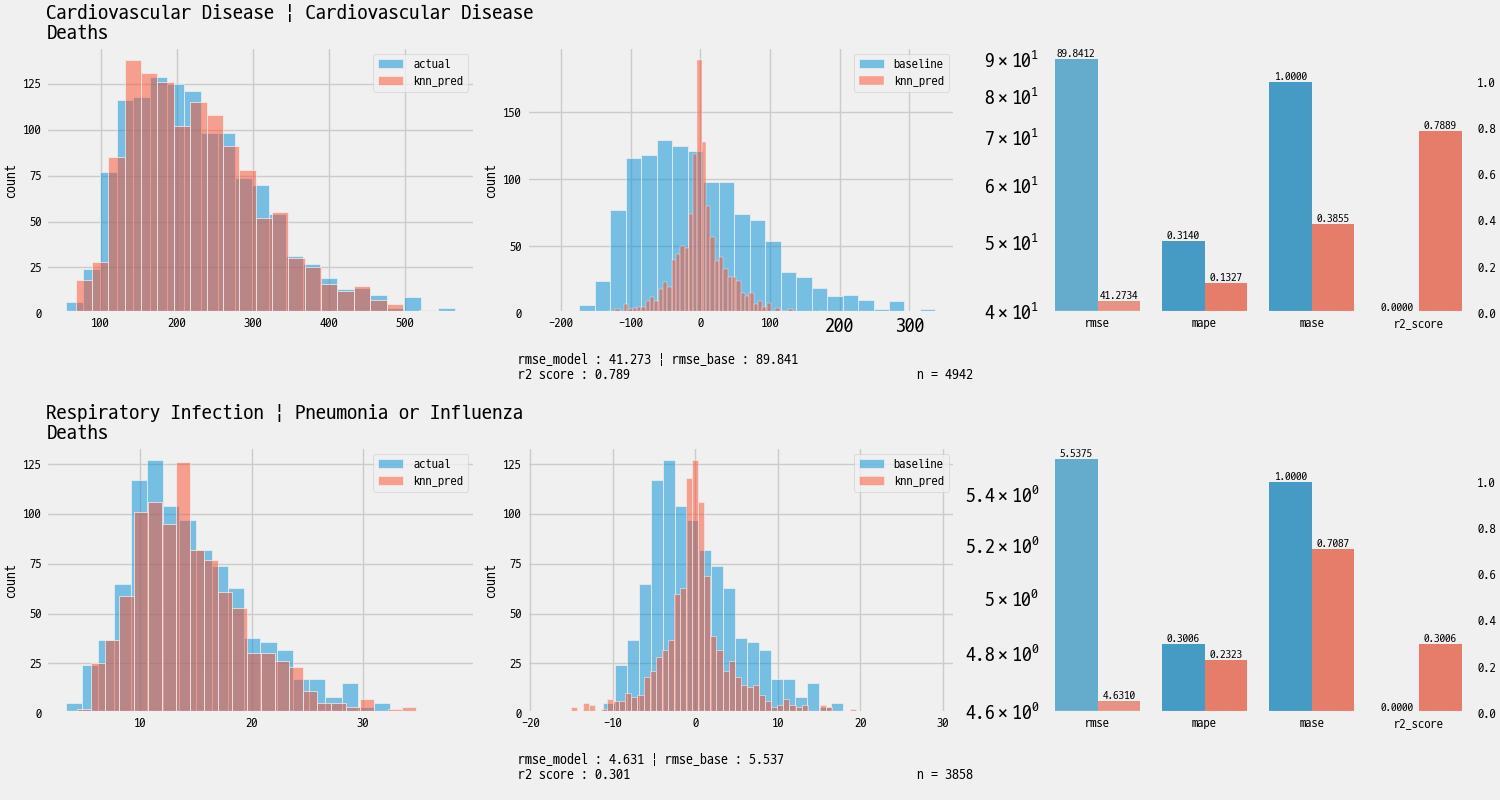 Cardiovascular Disease ¦ Cardiovascular Disease
Deaths
actual
knn_pred
count
125
100
75
50
25
0
100 200 300 400 500
baseline
knn_pred
count
150
100
50
0
−200 −100 0 100 200 300
9 × 10¹
8 × 10¹
7 × 10¹
6 × 10¹
5 × 10¹
4 × 10¹
89.8412
41.2734
0.3140
0.1327
1.0000
0.3855
0.0000
0.7889
rmse mape mase r2_score
1.0
0.8
0.6
0.4
0.2
0.0
rmse_model : 41.273 ¦ rmse_base : 89.841
r2 score : 0.789 n = 4942
Respiratory Infection ¦ Pneumonia or Influenza
Deaths
actual
knn_pred
count
125
100
75
50
25
0
10 20 30
baseline
knn_pred
count
125
100
75
50
25
0
−20 −10 0 10 20 30
5.4 × 10⁰
5.2 × 10⁰
5 × 10⁰
4.8 × 10⁰
4.6 × 10⁰
5.5375
4.6310
0.3006
0.2323
1.0000
0.7087
0.0000
0.3006
rmse mape mase r2_score
1.0
0.8
0.6
0.4
0.2
0.0
rmse_model : 4.631 ¦ rmse_base : 5.537
r2 score : 0.301 n = 3858